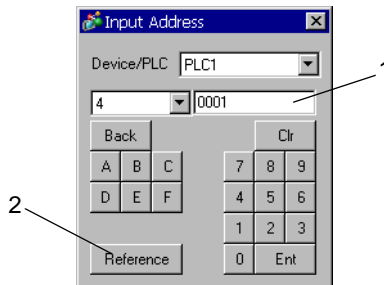 Input Address
Device/PLC PLC1
1
4 0001
Back Clr
A B C 7 8 9
D E F 4 5 6
2
1 2 3
Reference 0 Ent